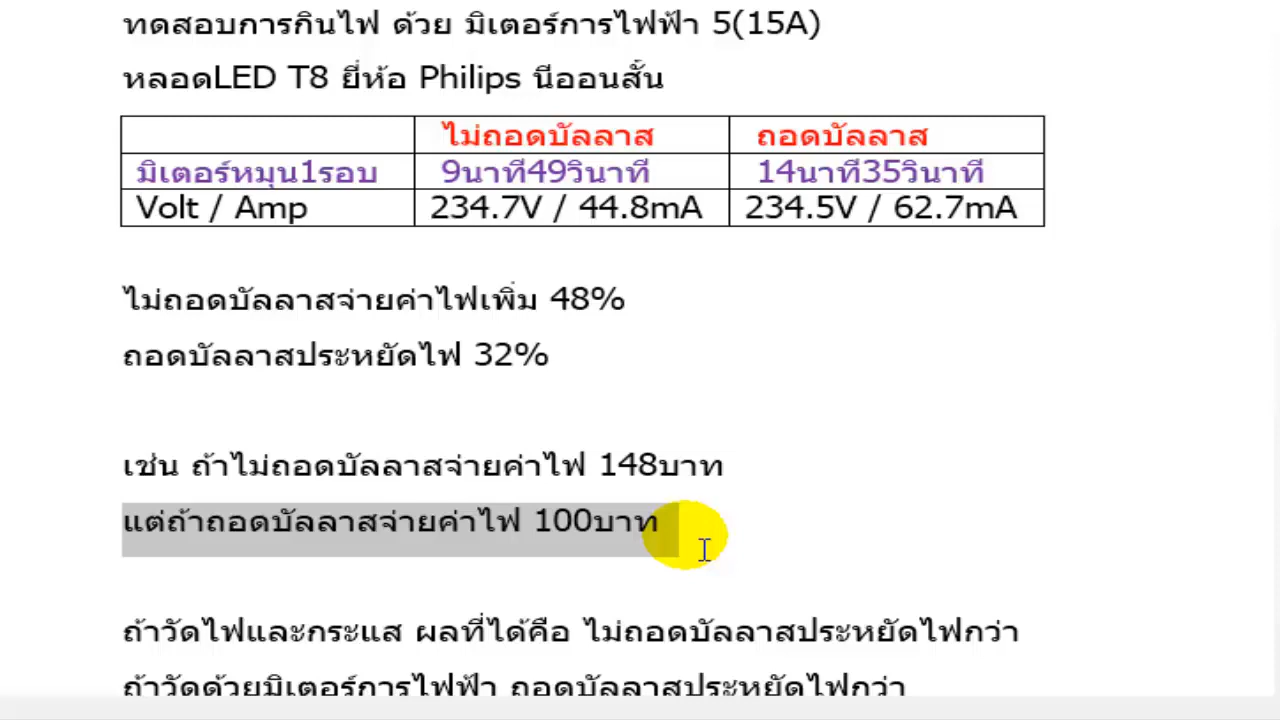 ทดสอบการกินไฟ ด้วย มิเตอร์การไฟฟ้า 5(15A)
หลอดLED T8 ยี่ห้อ Philips นีออนสั้น
ไม่ถอดบัลลาส ถอดบัลลาส
มิเตอร์หมุน1รอบ 9นาที49วินาที 14นาที35วินาที
Volt / Amp 234.7V / 44.8mA 234.5V / 62.7mA
ไม่ถอดบัลลาสจ่ายค่าไฟเพิ่ม 48%
ถอดบัลลาสประหยัดไฟ 32%
เช่น ถ้าไม่ถอดบัลลาสจ่ายค่าไฟ 148บาท
แต่ถ้าถอดบัลลาสจ่ายค่าไฟ 100บาท
ถ้าวัดไฟและกระแส ผลที่ได้คือ ไม่ถอดบัลลาสประหยัดไฟกว่า
ถ้าวัดด้วยมิเตอร์การไฟฟ้า ถอดบัลลาสประหยัดไฟกว่า